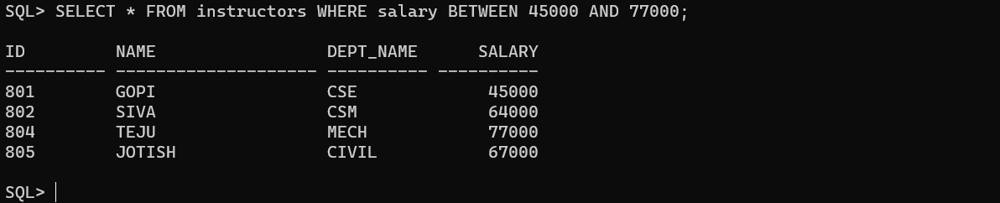 SQL> SELECT * FROM instructors WHERE salary BETWEEN 45000 AND 77000;
ID         NAME                 DEPT_NAME      SALARY
---------- -------------------- ---------- ----------
801        GOPI                 CSE             45000
802        SIVA                 CSM             64000
804        TEJU                 MECH            77000
805        JOTISH               CIVIL           67000
SQL>